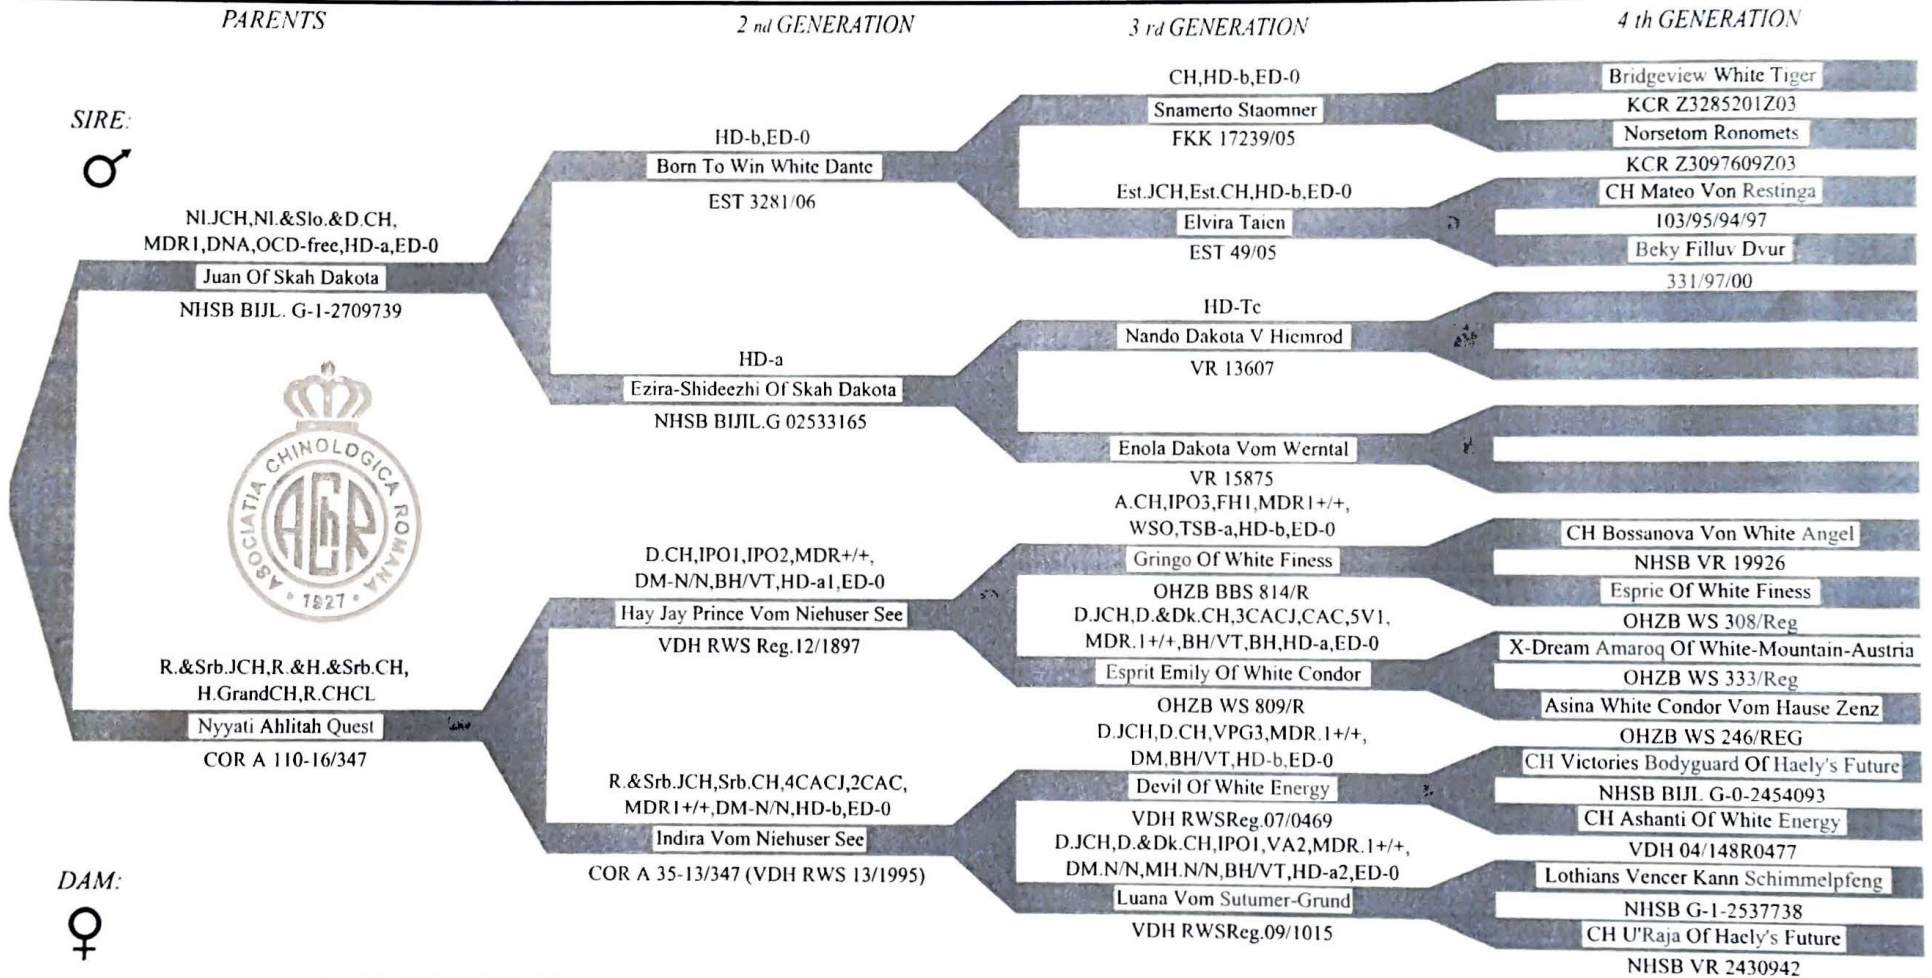 PARENTS
2 nd GENERATION
3 rd GENERATION
4 th GENERATION
SIRE:
♂
NI.JCH,NI.&Slo.&D.CH,
MDR1,DNA,OCD-free,HD-a,ED-0
Juan Of Skah Dakota
NHSB BIJL. G-1-2709739
R.&Srb.JCH,R.&H.&Srb.CH,
H.GrandCH,R.CHCL
Nyyati Ahlitah Quest
COR A 110-16/347
DAM:
♀
ASOCIATIA CHINOLOGICA ROMANA
AChR
1927
HD-b,ED-0
Born To Win White Dante
EST 3281/06
HD-a
Ezira-Shideezhi Of Skah Dakota
NHSB BIJIL.G 02533165
D.CH,IPO1,IPO2,MDR+/+,
DM-N/N,BH/VT,HD-a1,ED-0
Hay Jay Prince Vom Niehuser See
VDH RWS Reg.12/1897
R.&Srb.JCH,Srb.CH,4CACJ,2CAC,
MDR1+/+,DM-N/N,HD-b,ED-0
Indira Vom Niehuser See
COR A 35-13/347 (VDH RWS 13/1995)
CH,HD-b,ED-0
Snamerto Staomner
FKK 17239/05
Est.JCH,Est.CH,HD-b,ED-0
Elvira Taien
EST 49/05
HD-Tc
Nando Dakota V Hiemrod
VR 13607
Enola Dakota Vom Werntal
VR 15875
A.CH,IPO3,FH1,MDR1+/+,
WSO,TSB-a,HD-b,ED-0
Gringo Of White Finess
OHZB BBS 814/R
D.JCH,D.&Dk.CH,3CACJ,CAC,5V1,
MDR.1+/+,BH/VT,BH,HD-a,ED-0
Esprit Emily Of White Condor
OHZB WS 809/R
D.JCH,D.CH,VPG3,MDR.1+/+,
DM,BH/VT,HD-b,ED-0
Devil Of White Energy
VDH RWSReg.07/0469
D.JCH,D.&Dk.CH,IPO1,VA2,MDR.1+/+,
DM.N/N,MH.N/N,BH/VT,HD-a2,ED-0
Luana Vom Sutumer-Grund
VDH RWSReg.09/1015
Bridgeview White Tiger
KCR Z3285201Z03
Norsetom Ronomets
KCR Z3097609Z03
CH Mateo Von Restinga
103/95/94/97
Beky Filluv Dvur
331/97/00
CH Bossanova Von White Angel
NHSB VR 19926
Esprie Of White Finess
OHZB WS 308/Reg
X-Dream Amaroq Of White-Mountain-Austria
OHZB WS 333/Reg
Asina White Condor Vom Hause Zenz
OHZB WS 246/REG
CH Victories Bodyguard Of Haely's Future
NHSB BIJL G-0-2454093
CH Ashanti Of White Energy
VDH 04/148R0477
Lothians Vencer Kann Schimmelpfeng
NHSB G-1-2537738
CH U'Raja Of Haely's Future
NHSB VR 2430942